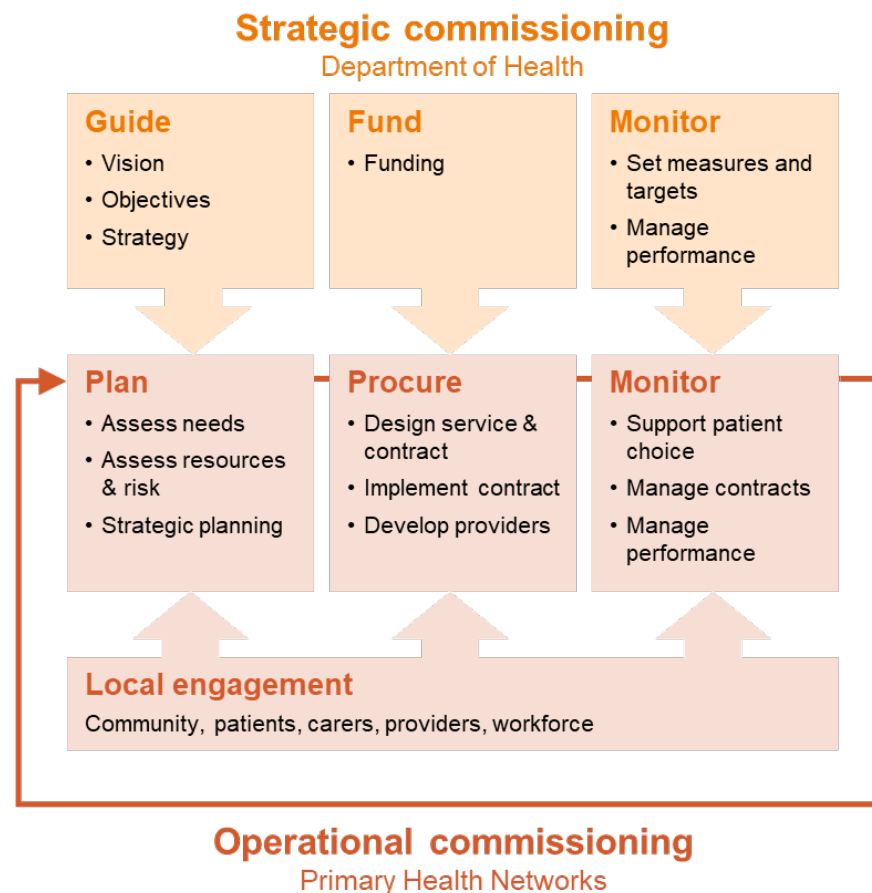 Strategic commissioning
Department of Health
Guide
• Vision
• Objectives
• Strategy
Fund
• Funding
Monitor
• Set measures and
targets
• Manage
performance
Plan
• Assess needs
• Assess resources
& risk
• Strategic planning
Procure
• Design service &
contract
• Implement contract
• Develop providers
Monitor
• Support patient
choice
• Manage contracts
• Manage
performance
Local engagement
Community, patients, carers, providers, workforce
Operational commissioning
Primary Health Networks